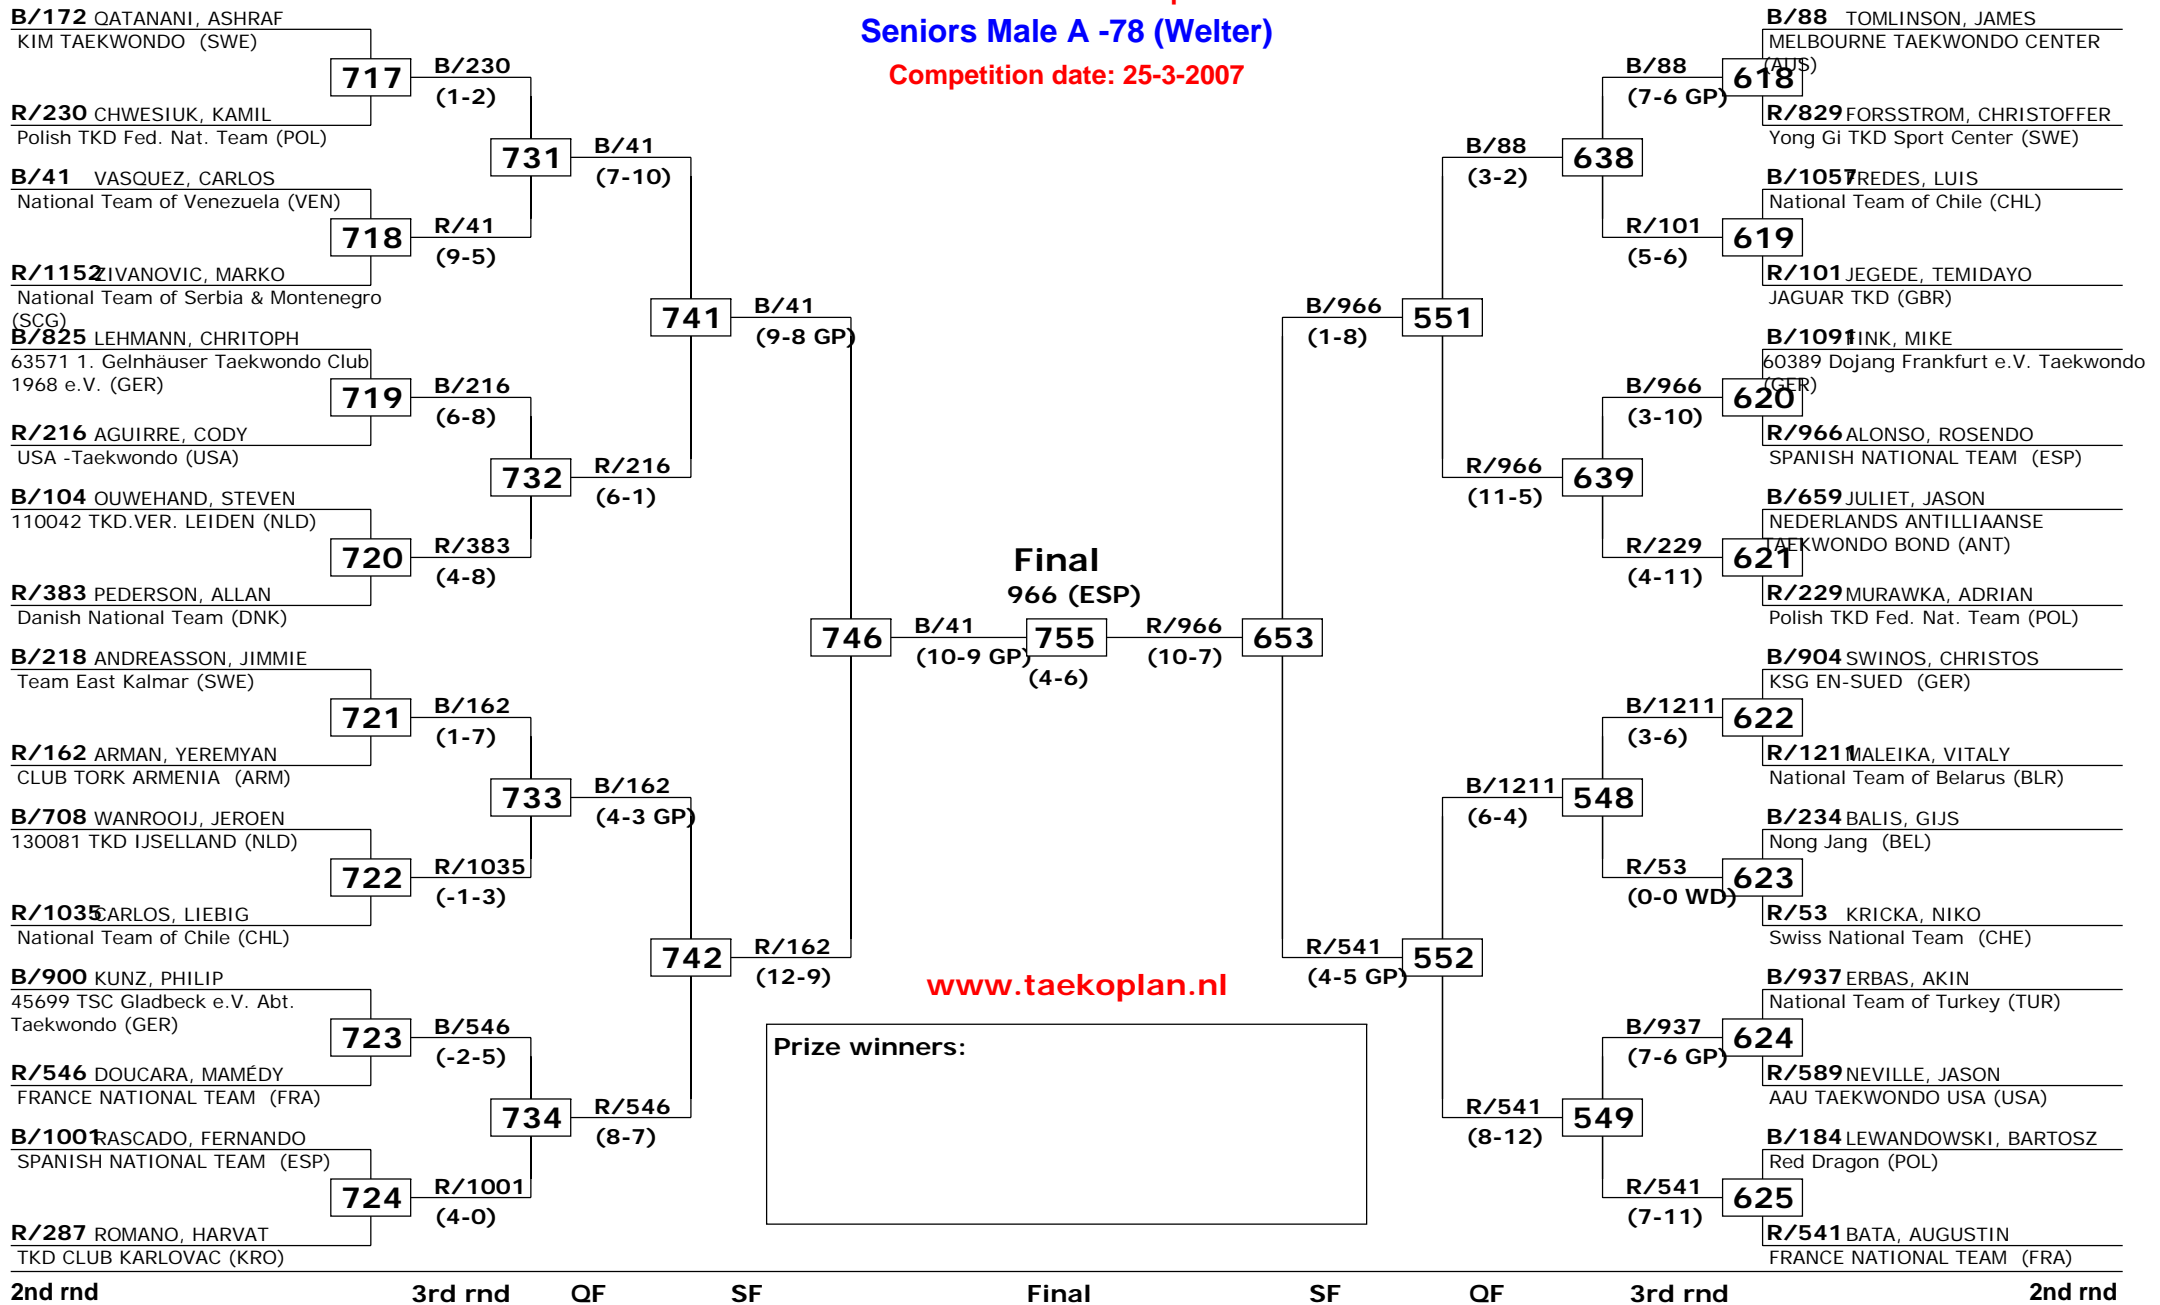 Seniors Male A -78 (Welter)
Competition date: 25-3-2007
B/172 QATANANI, ASHRAF
KIM TAEKWONDO (SWE)
717
R/230 CHWESIUK, KAMIL
Polish TKD Fed. Nat. Team (POL)
B/41 VASQUEZ, CARLOS
National Team of Venezuela (VEN)
718
R/1152 ZIVANOVIC, MARKO
National Team of Serbia & Montenegro
(SCG)
B/825 LEHMANN, CHRITOPH
63571 1. Gelnhäuser Taekwondo Club
1968 e.V. (GER)
719
R/216 AGUIRRE, CODY
USA -Taekwondo (USA)
B/104 OUWEHAND, STEVEN
110042 TKD.VER. LEIDEN (NLD)
720
R/383 PEDERSON, ALLAN
Danish National Team (DNK)
B/218 ANDREASSON, JIMMIE
Team East Kalmar (SWE)
721
R/162 ARMAN, YEREMYAN
CLUB TORK ARMENIA (ARM)
B/708 WANROOIJ, JEROEN
130081 TKD IJSELLAND (NLD)
722
R/1035 CARLOS, LIEBIG
National Team of Chile (CHL)
B/900 KUNZ, PHILIP
45699 TSC Gladbeck e.V. Abt.
Taekwondo (GER)
723
R/546 DOUCARA, MAMÉDY
FRANCE NATIONAL TEAM (FRA)
B/1001 RASCADO, FERNANDO
SPANISH NATIONAL TEAM (ESP)
724
R/287 ROMANO, HARVAT
TKD CLUB KARLOVAC (KRO)
B/230
(1-2)
731
R/41
(9-5)
B/216
(6-8)
732
R/383
(4-8)
B/162
(1-7)
733
R/1035
(-1-3)
B/546
(-2-5)
734
R/1001
(4-0)
B/41
(7-10)
741
R/216
(6-1)
B/162
(4-3 GP)
742
R/546
(8-7)
B/41
(9-8 GP)
746
R/162
(12-9)
B/41
(10-9 GP)
Final
966 (ESP)
755
(4-6)
R/966
(10-7)
653
B/966
(1-8)
R/541
(4-5 GP)
B/88
(3-2)
551
R/966
(11-5)
B/1211
(6-4)
552
R/541
(8-12)
B/88
(7-6 GP)
638
R/101
(5-6)
B/966
(3-10)
639
R/229
(4-11)
B/1211
(3-6)
548
R/53
(0-0 WD)
B/937
(7-6 GP)
549
R/541
(7-11)
B/88 TOMLINSON, JAMES
MELBOURNE TAEKWONDO CENTER
(AUS)
618
R/829 FORSSTROM, CHRISTOFFER
Yong Gi TKD Sport Center (SWE)
B/1057 FREDES, LUIS
National Team of Chile (CHL)
619
R/101 JEGEDE, TEMIDAYO
JAGUAR TKD (GBR)
B/1091 FINK, MIKE
60389 Dojang Frankfurt e.V. Taekwondo
(GER)
620
R/966 ALONSO, ROSENDO
SPANISH NATIONAL TEAM (ESP)
B/659 JULIET, JASON
NEDERLANDS ANTILLIAANSE
TAEKWONDO BOND (ANT)
621
R/229 MURAWKA, ADRIAN
Polish TKD Fed. Nat. Team (POL)
B/904 SWINOS, CHRISTOS
KSG EN-SUED (GER)
622
R/1211 MALEIKA, VITALY
National Team of Belarus (BLR)
B/234 BALIS, GIJS
Nong Jang (BEL)
623
R/53 KRICKA, NIKO
Swiss National Team (CHE)
B/937 ERBAS, AKIN
National Team of Turkey (TUR)
624
R/589 NEVILLE, JASON
AAU TAEKWONDO USA (USA)
B/184 LEWANDOWSKI, BARTOSZ
Red Dragon (POL)
625
R/541 BATA, AUGUSTIN
FRANCE NATIONAL TEAM (FRA)
www.taekoplan.nl
Prize winners:
2nd rnd 3rd rnd QF SF Final SF QF 3rd rnd 2nd rnd